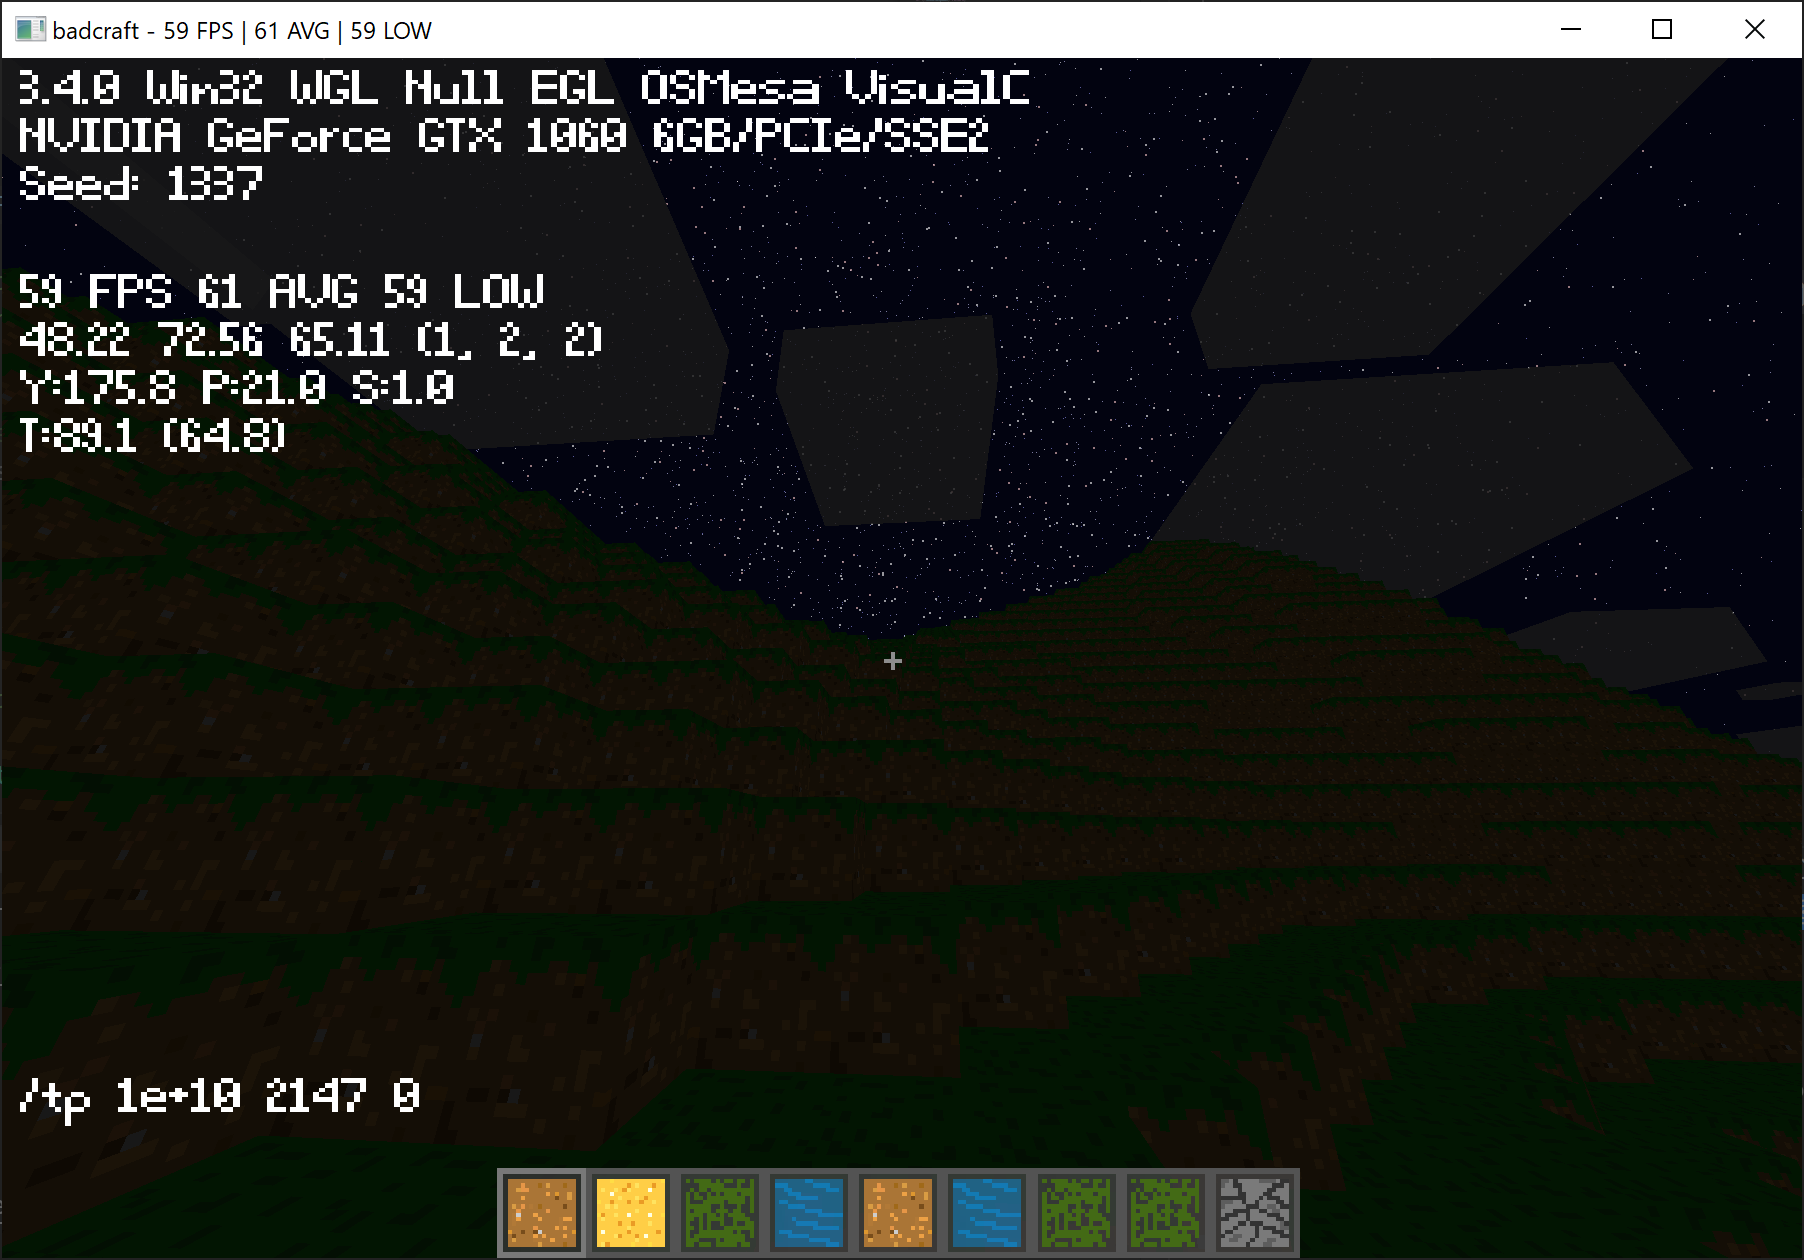 badcraft - 59 FPS | 61 AVG | 59 LOW
3.4.0 Win32 WGL Null EGL OSMesa VisualC
NVIDIA GeForce GTX 1060 6GB/PCIe/SSE2
Seed: 1337
59 FPS 61 AVG 59 LOW
48.22 72.56 65.11 (1, 2, 2)
Y:175.8 P:21.0 S:1.0
T:89.1 (64.8)
/tp 1e+10 2147 0